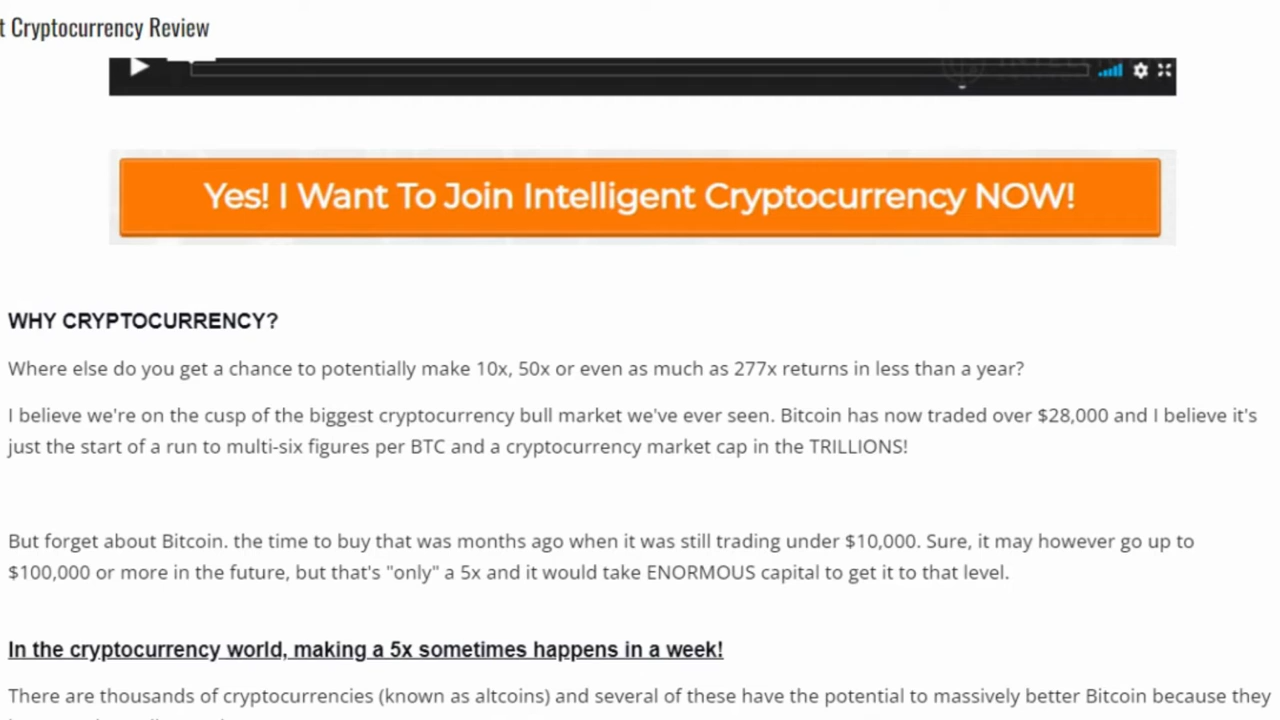 t Cryptocurrency Review
Yes! I Want To Join Intelligent Cryptocurrency NOW!
WHY CRYPTOCURRENCY?
Where else do you get a chance to potentially make 10x, 50x or even as much as 277x returns in less than a year?
I believe we're on the cusp of the biggest cryptocurrency bull market we've ever seen. Bitcoin has now traded over $28,000 and I believe it's
just the start of a run to multi-six figures per BTC and a cryptocurrency market cap in the TRILLIONS!
But forget about Bitcoin. the time to buy that was months ago when it was still trading under $10,000. Sure, it may however go up to
$100,000 or more in the future, but that's "only" a 5x and it would take ENORMOUS capital to get it to that level.
In the cryptocurrency world, making a 5x sometimes happens in a week!
There are thousands of cryptocurrencies (known as altcoins) and several of these have the potential to massively better Bitcoin because they